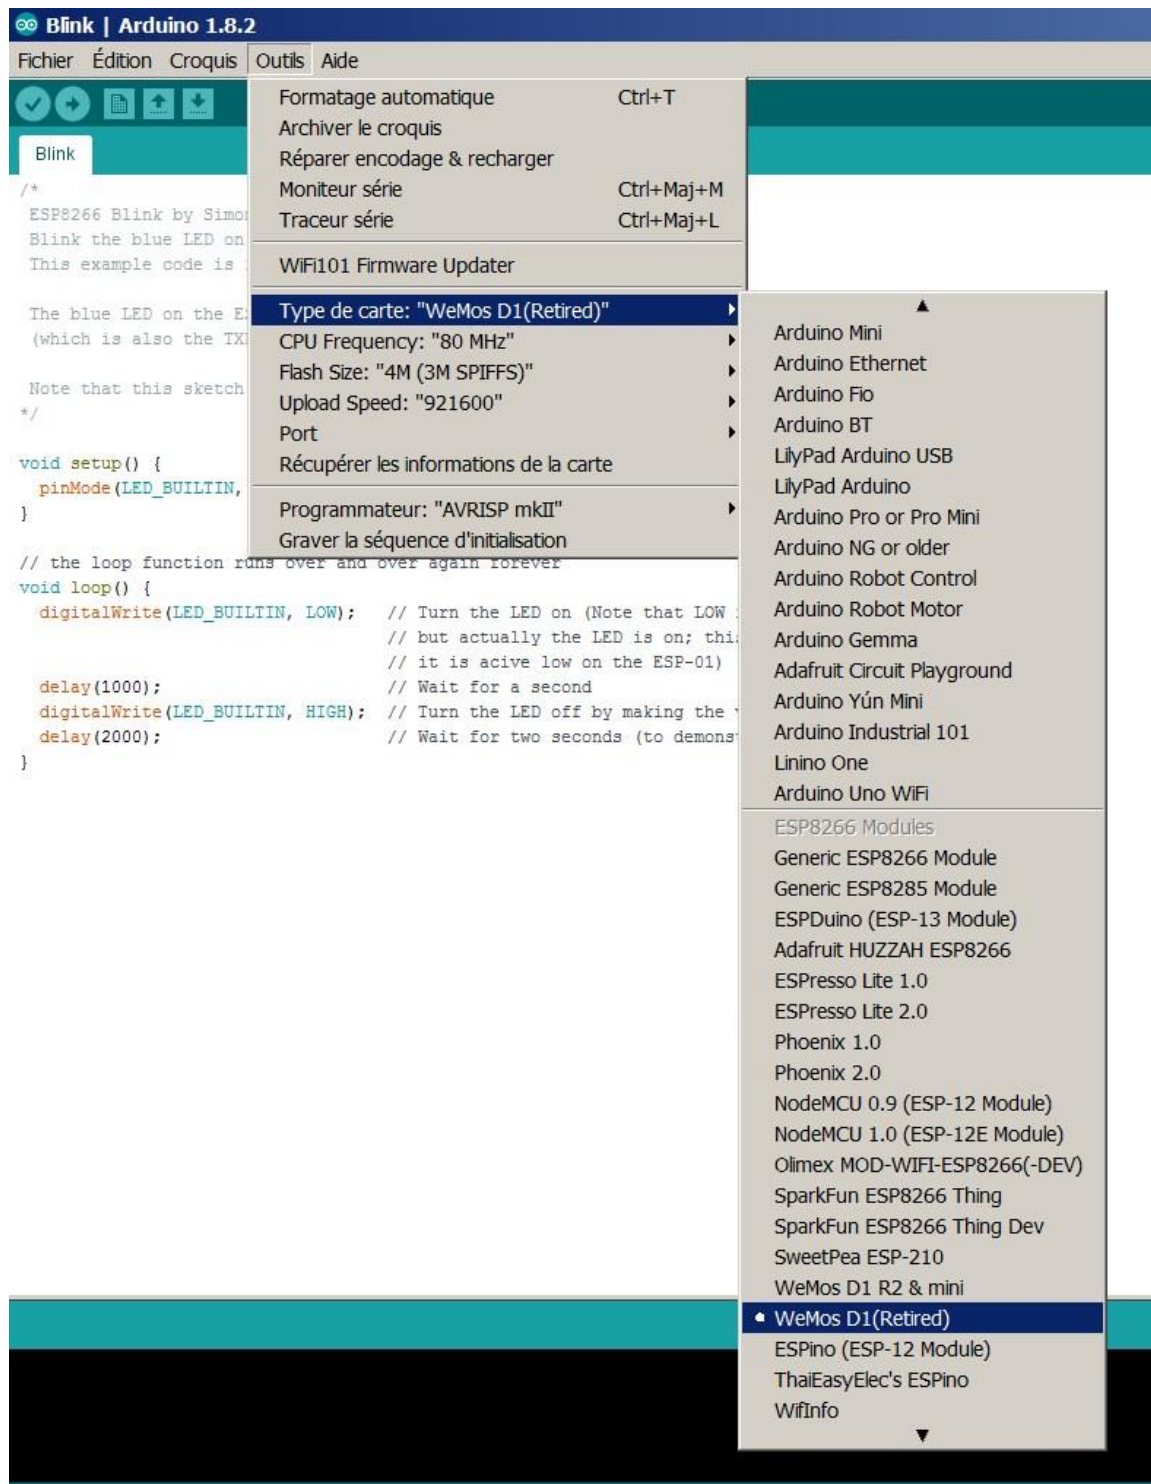 Blink | Arduino 1.8.2
Fichier Édition Croquis Outils Aide
Formatage automatique Ctrl+T
Archiver le croquis
Réparer encodage & recharger
Moniteur série Ctrl+Maj+M
Traceur série Ctrl+Maj+L
WiFi101 Firmware Updater
Type de carte: "WeMos D1(Retired)"
CPU Frequency: "80 MHz"
Flash Size: "4M (3M SPIFFS)"
Upload Speed: "921600"
Port
Récupérer les informations de la carte
Programmateur: "AVRISP mkII"
Graver la séquence d'initialisation
Arduino Mini
Arduino Ethernet
Arduino Fio
Arduino BT
LilyPad Arduino USB
LilyPad Arduino
Arduino Pro or Pro Mini
Arduino NG or older
Arduino Robot Control
Arduino Robot Motor
Arduino Gemma
Adafruit Circuit Playground
Arduino Yún Mini
Arduino Industrial 101
Linino One
Arduino Uno WiFi
ESP8266 Modules
Generic ESP8266 Module
Generic ESP8285 Module
ESPDuino (ESP-13 Module)
Adafruit HUZZAH ESP8266
ESPresso Lite 1.0
ESPresso Lite 2.0
Phoenix 1.0
Phoenix 2.0
NodeMCU 0.9 (ESP-12 Module)
NodeMCU 1.0 (ESP-12E Module)
Olimex MOD-WIFI-ESP8266(-DEV)
SparkFun ESP8266 Thing
SparkFun ESP8266 Thing Dev
SweetPea ESP-210
WeMos D1 R2 & mini
WeMos D1(Retired)
ESPino (ESP-12 Module)
ThaiEasyElec's ESPino
WifInfo
Blink
/*
ESP8266 Blink by
Blink the blue LED on
This example code is
The blue LED on the
(which is also the
Note that this sketch
*/
void setup() {
pinMode(LED_BUILTIN,
}
// the loop function runs over and over again forever
void loop() {
digitalWrite(LED_BUILTIN, LOW); // Turn the LED on (Note that LOW
// but actually the LED is on;
// it is acive low on the ESP-01)
delay(1000); // Wait for a second
digitalWrite(LED_BUILTIN, HIGH); // Turn the LED off by making the
delay(2000); // Wait for two seconds (to
}